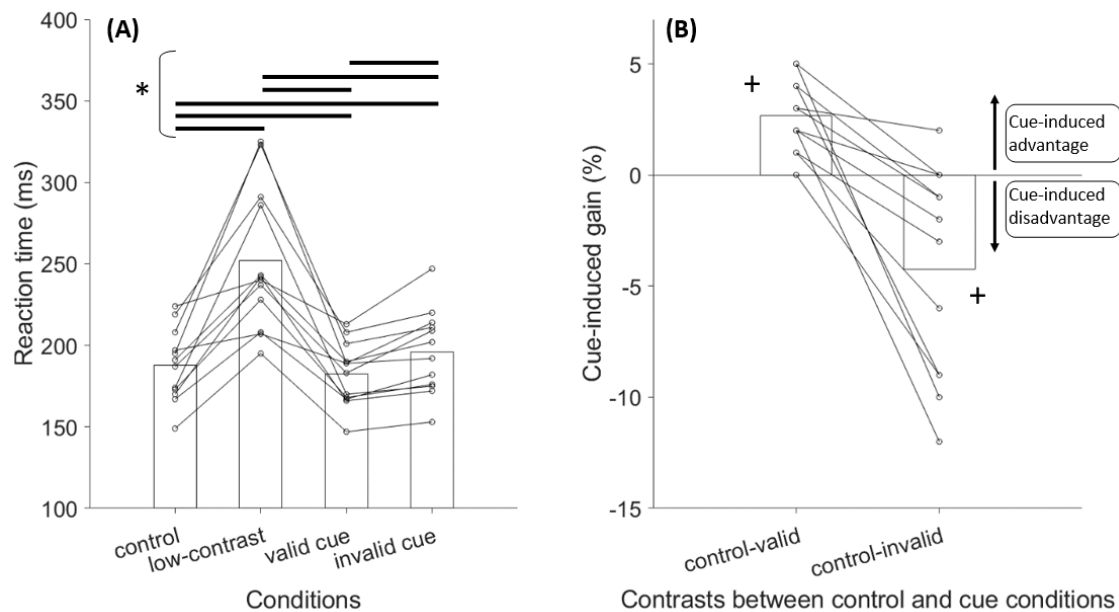 (A)
400
350
300
250
200
150
100
*
Reaction time (ms)
control
low-contrast
valid cue
invalid cue
Conditions
(B)
5
0
-5
-10
-15
+
+
Cue-induced gain (%)
Cue-induced
advantage
Cue-induced
disadvantage
control-valid
control-invalid
Contrasts between control and cue conditions